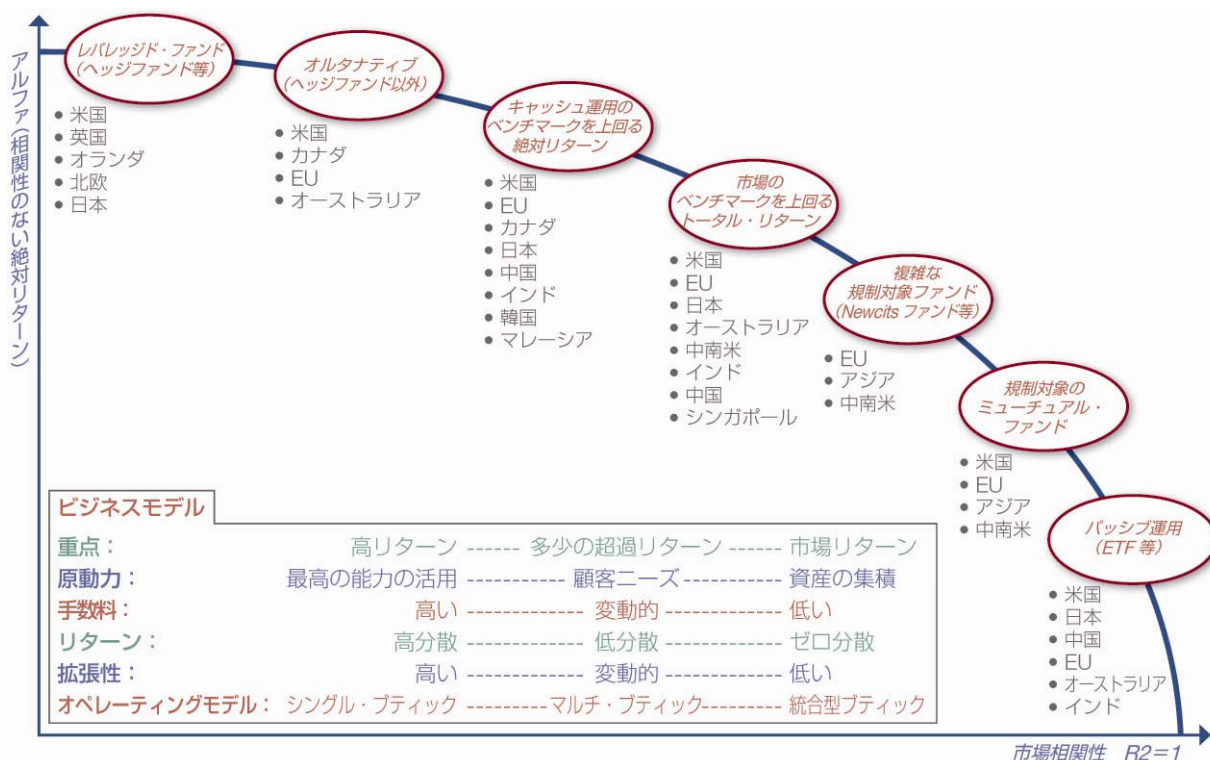 アルファ(相関性のない絶対リターン)
レバレッジド・ファンド
(ヘッジファンド等)
● 米国
● 英国
● オランダ
● 北欧
● 日本
オルタナティブ
(ヘッジファンド以外)
● 米国
● カナダ
● EU
● オーストラリア
キャッシュ運用の
ベンチマークを上回る
絶対リターン
● 米国
● EU
● カナダ
● 日本
● 中国
● インド
● 韓国
● マレーシア
市場の
ベンチマークを上回る
トータル・リターン
● 米国
● EU
● 日本
● オーストラリア
● 中南米
● インド
● 中国
● シンガポール
複雑な
規制対象ファンド
(Newcits ファンド等)
● EU
● アジア
● 中南米
規制対象の
ミューチュアル・
ファンド
● 米国
● EU
● アジア
● 中南米
パッシブ運用
(ETF 等)
● 米国
● 日本
● 中国
● EU
● オーストラリア
● インド
ビジネスモデル
重点： 高リターン ------ 多少の超過リターン ------ 市場リターン
原動力： 最高の能力の活用 ----------- 顧客ニーズ ----------- 資産の集積
手数料： 高い ------------- 変動的 ------------- 低い
リターン： 高分散 ------------- 低分散 ------------- ゼロ分散
拡張性： 高い ------------- 変動的 ------------- 低い
オペレーティングモデル： シングル・ブティック --------- マルチ・ブティック --------- 統合型ブティック
市場相関性 R2＝1